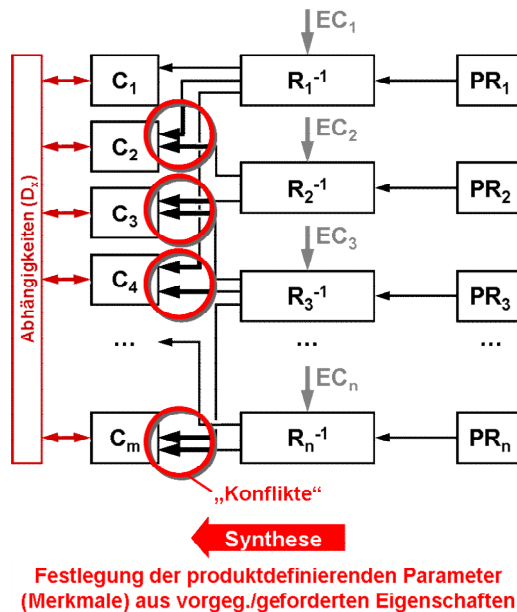 EC₁
C₁ R₁⁻¹ PR₁
EC₂
C₂
R₂⁻¹ PR₂
C₃
EC₃
C₄ R₃⁻¹ PR₃
... ... ...
ECₙ
Cₘ Rₙ⁻¹ PRₙ
Abhängigkeiten (Dₓ)
„Konflikte“
Synthese
Festlegung der produktdefinierenden Parameter
(Merkmale) aus vorgeg./geforderten Eigenschaften